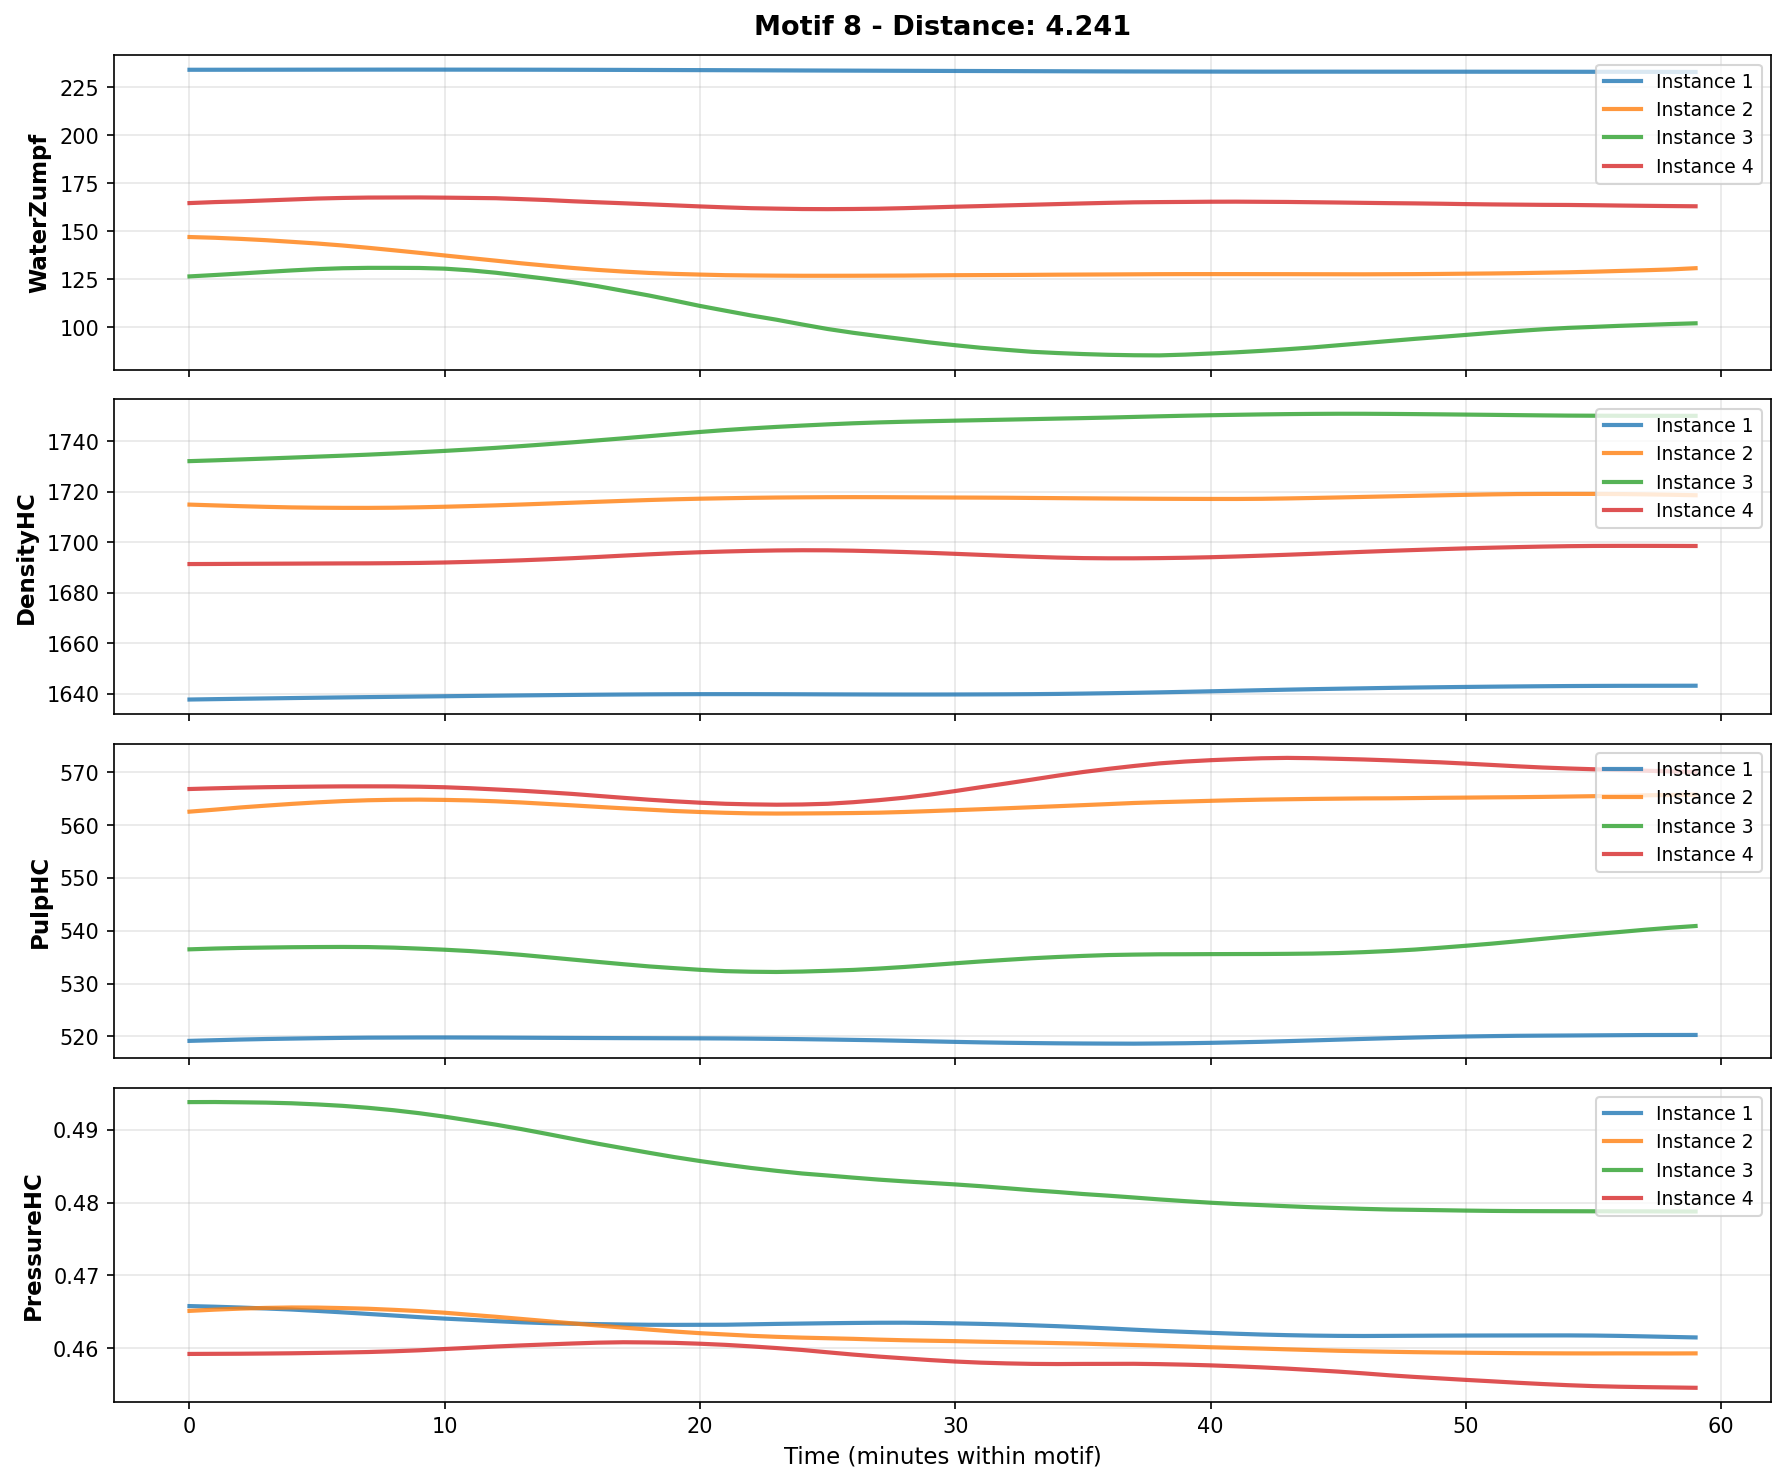 Motif 8 - Distance: 4.241
WaterZumpf
225
200
175
150
125
100
Instance 1
Instance 2
Instance 3
Instance 4
DensityHC
1740
1720
1700
1680
1660
1640
Instance 1
Instance 2
Instance 3
Instance 4
PulpHC
570
560
550
540
530
520
Instance 1
Instance 2
Instance 3
Instance 4
PressureHC
0.49
0.48
0.47
0.46
Instance 1
Instance 2
Instance 3
Instance 4
0 10 20 30 40 50 60
Time (minutes within motif)